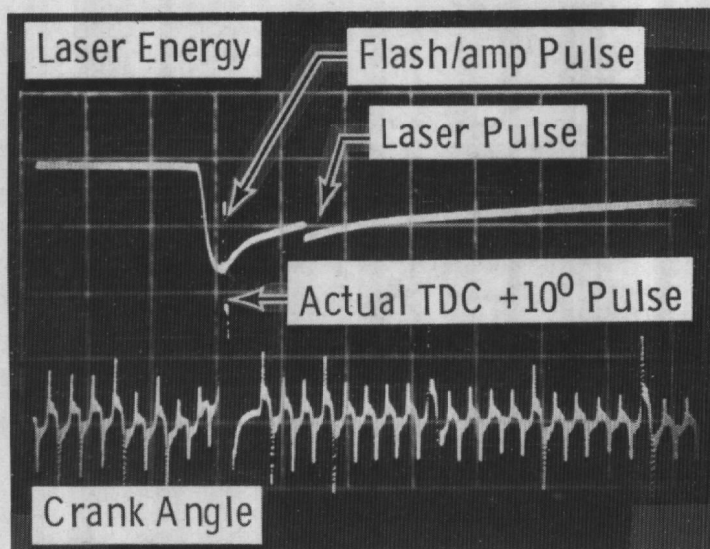 Laser Energy
Flash/amp Pulse
Laser Pulse
Actual TDC +10⁰ Pulse
Crank Angle